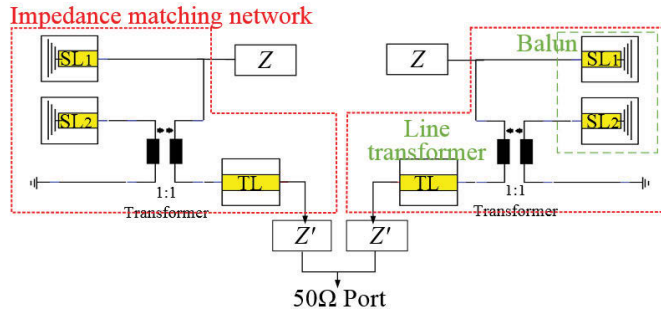 Impedance matching network
SL1
Z
SL2
1:1
Transformer
TL
Z'
Z
Balun
SL1
SL2
Line
transformer
TL
1:1
Transformer
Z'
50Ω Port